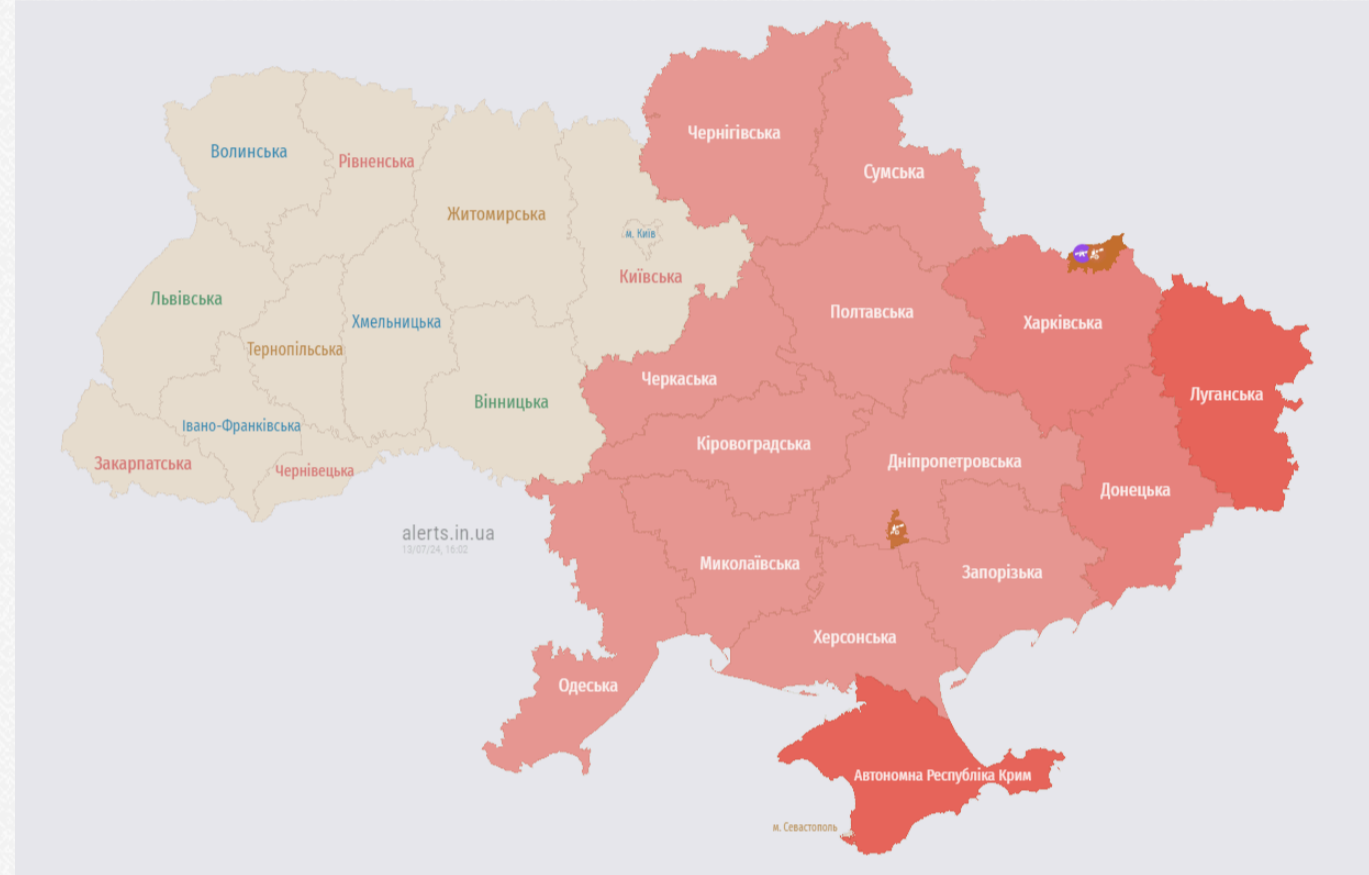 Чернігівська
Волинська
Рівненська
Сумська
Житомирська
м. Київ
Київська
Львівська
Полтавська
Харківська
Хмельницька
Тернопільська
Черкаська
Луганська
Вінницька
Івано-Франківська
Кіровоградська
Дніпропетровська
Закарпатська
Чернівецька
Донецька
alerts.in.ua
13/07/24, 16:02
Миколаївська
Запорізька
Херсонська
Одеська
Автономна Республіка Крим
м. Севастополь